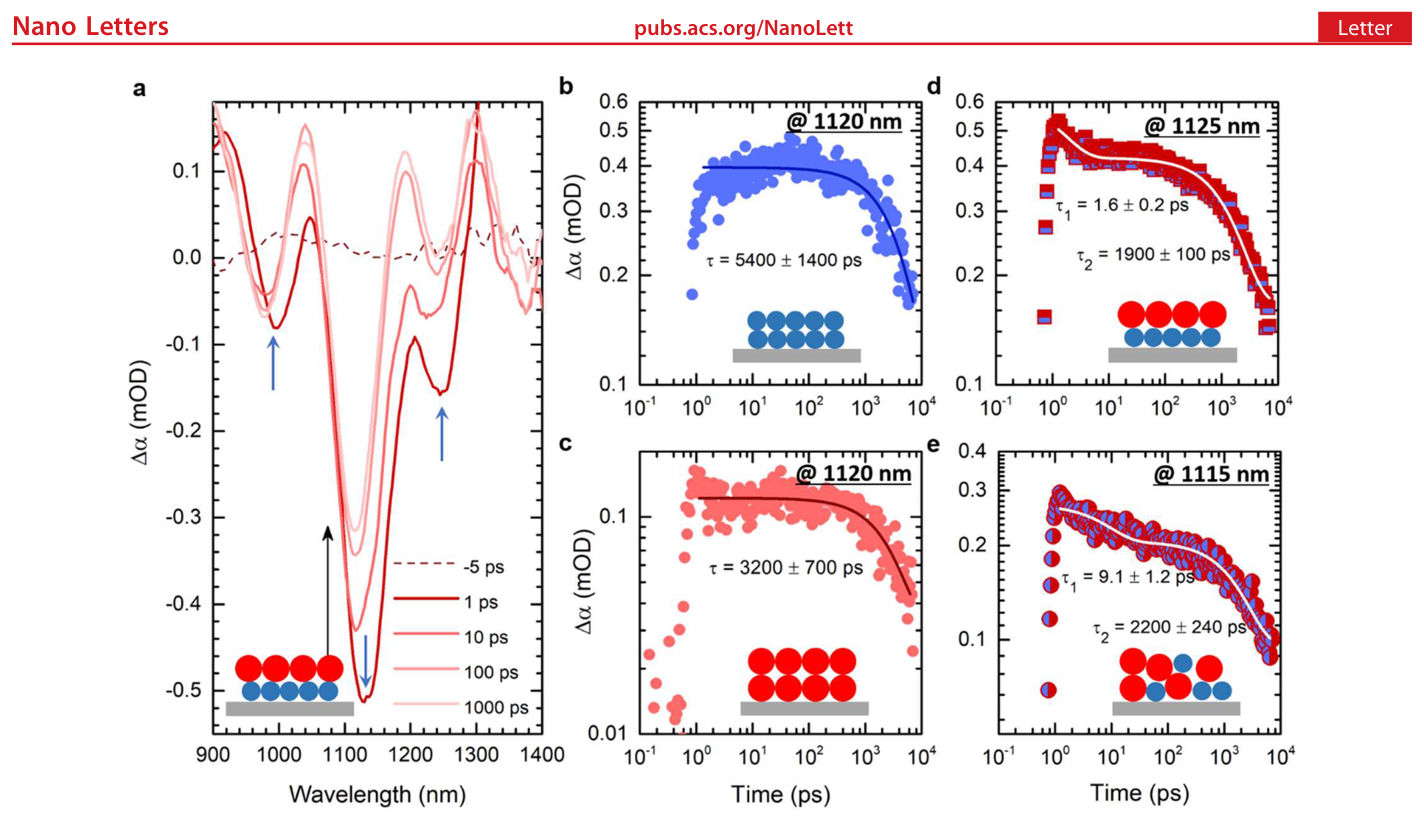 Nano Letters
pubs.acs.org/NanoLett
Letter
a
0.1
0.0
-0.1
-0.2
-0.3
-0.4
-0.5
Δα (mOD)
-5 ps
1 ps
10 ps
100 ps
1000 ps
900 1000 1100 1200 1300 1400
Wavelength (nm)
b
0.6
0.5
0.4
0.3
0.2
0.1
Δα (mOD)
@ 1120 nm
τ = 5400 ± 1400 ps
10⁻¹ 10⁰ 10¹ 10² 10³ 10⁴
c
0.1
0.01
Δα (mOD)
@ 1120 nm
τ = 3200 ± 700 ps
10⁻¹ 10⁰ 10¹ 10² 10³ 10⁴
Time (ps)
d
0.6
0.5
0.4
0.3
0.2
0.1
@ 1125 nm
τ₁ = 1.6 ± 0.2 ps
τ₂ = 1900 ± 100 ps
10⁻¹ 10⁰ 10¹ 10² 10³ 10⁴
e
0.4
0.3
0.2
0.1
@ 1115 nm
τ₁ = 9.1 ± 1.2 ps
τ₂ = 2200 ± 240 ps
10⁻¹ 10⁰ 10¹ 10² 10³ 10⁴
Time (ps)